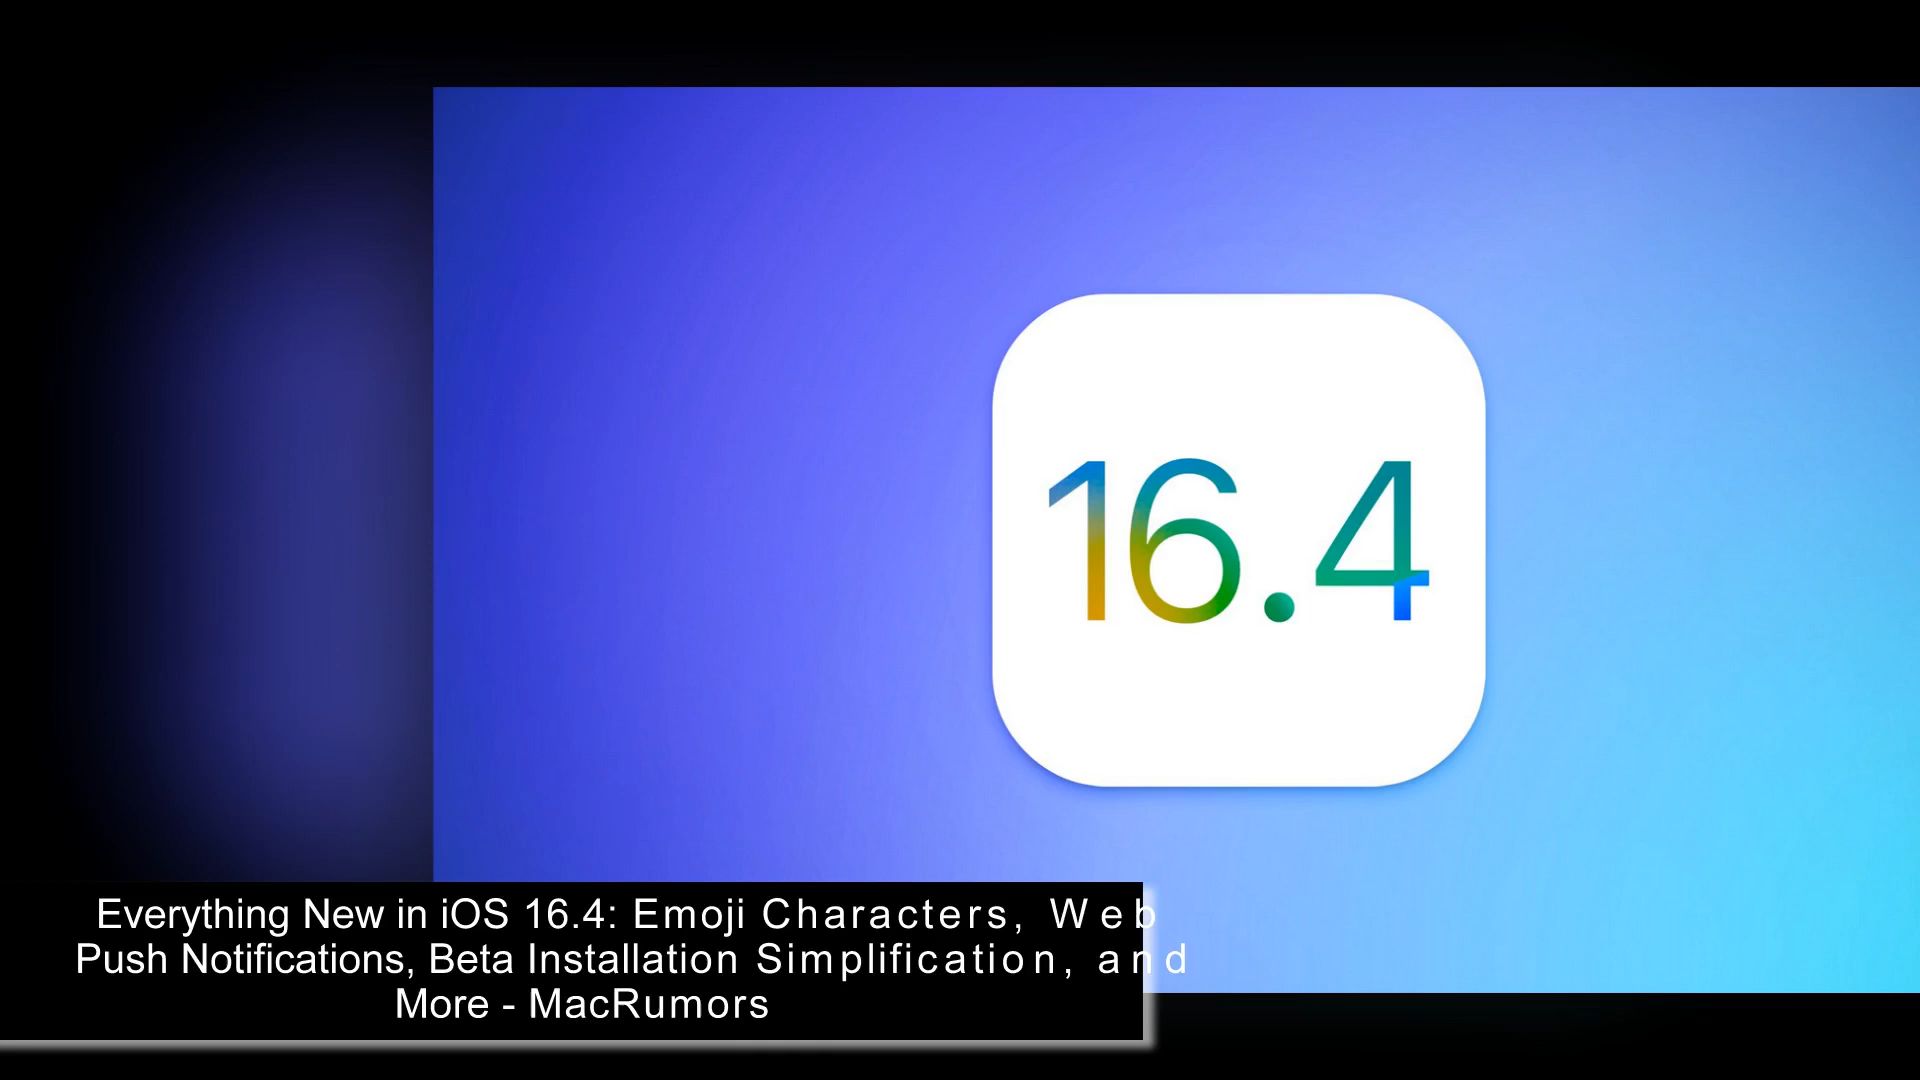 16.4
Everything New in iOS 16.4: Emoji Characters, Web
Push Notifications, Beta Installation Simplification, and
More - MacRumors